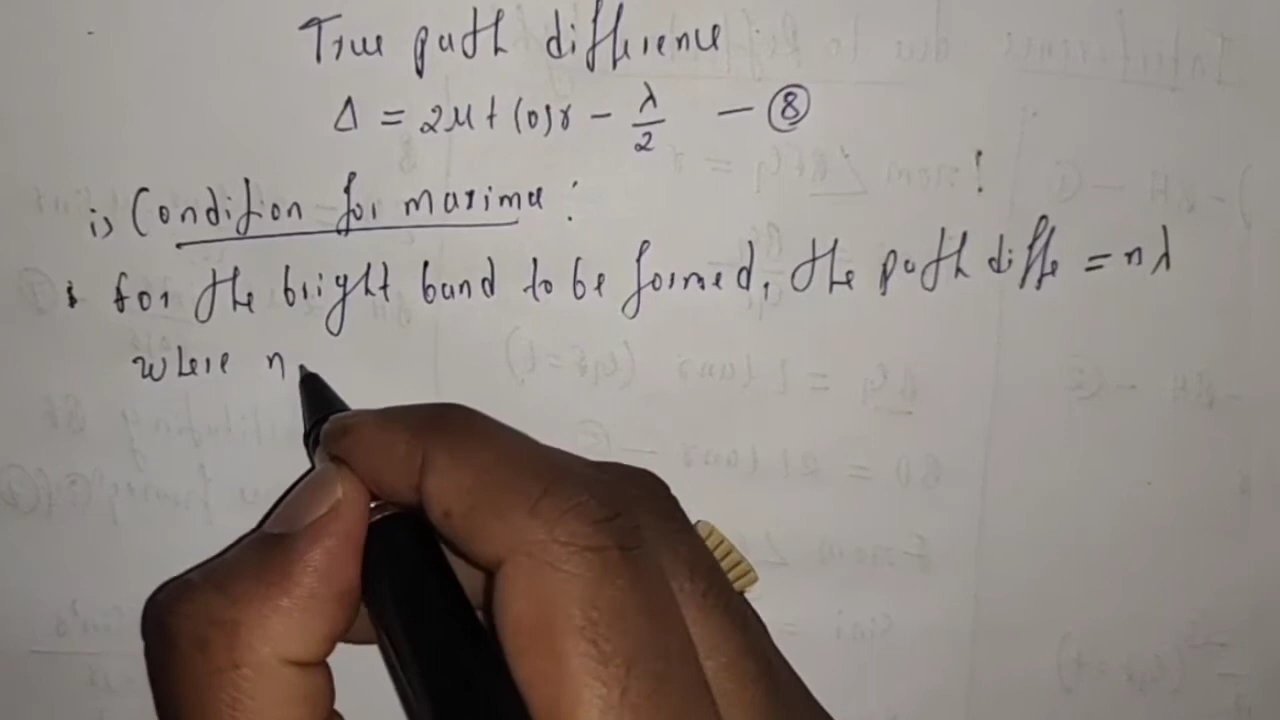 True path difference
Δ = 2μt cosr - λ/2 — ⑧
i) Condition for maxima:
for the bright band to be formed, the path diffe = nλ
where n